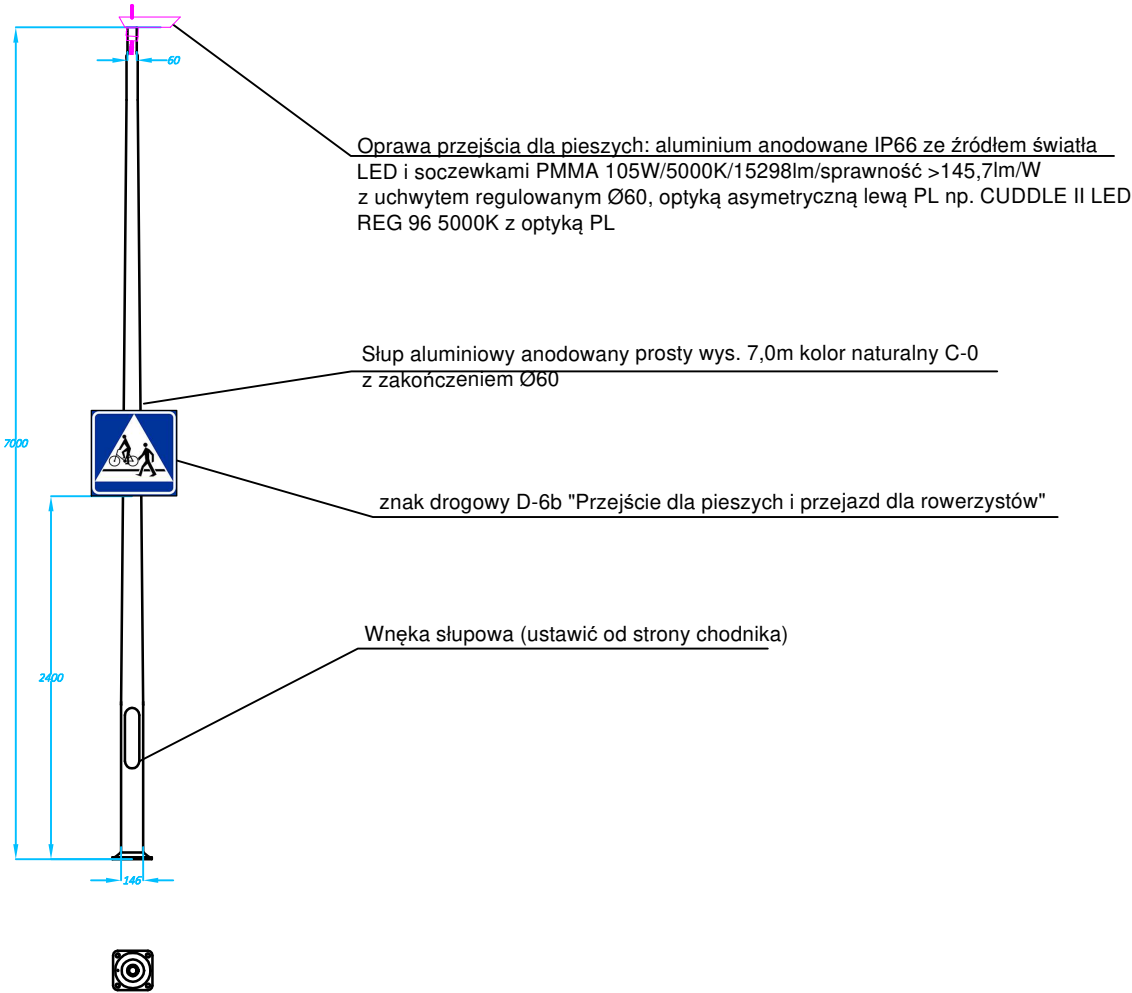 60
Oprawa przejścia dla pieszych: aluminium anodowane IP66 ze źródłem światła
LED i soczewkami PMMA 105W/5000K/15298lm/sprawność >145,7lm/W
z uchwytem regulowanym Ø60, optyką asymetryczną lewą PL np. CUDDLE II LED
REG 96 5000K z optyką PL
Słup aluminiowy anodowany prosty wys. 7,0m kolor naturalny C-0
z zakończeniem Ø60
7000
znak drogowy D-6b "Przejście dla pieszych i przejazd dla rowerzystów"
Wnęka słupowa (ustawić od strony chodnika)
2400
146